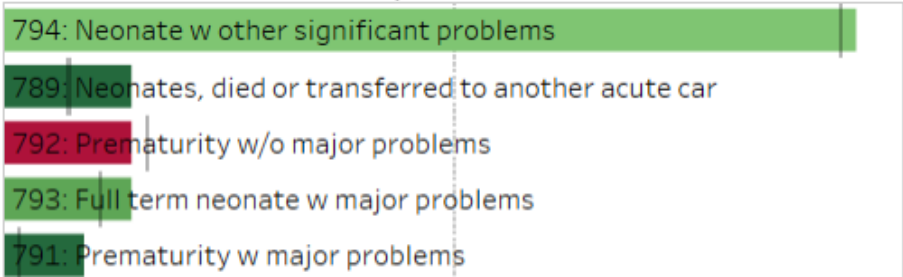 794: Neonate w other significant problems
789: Neonates, died or transferred to another acute car
792: Prematurity w/o major problems
793: Full term neonate w major problems
791: Prematurity w major problems